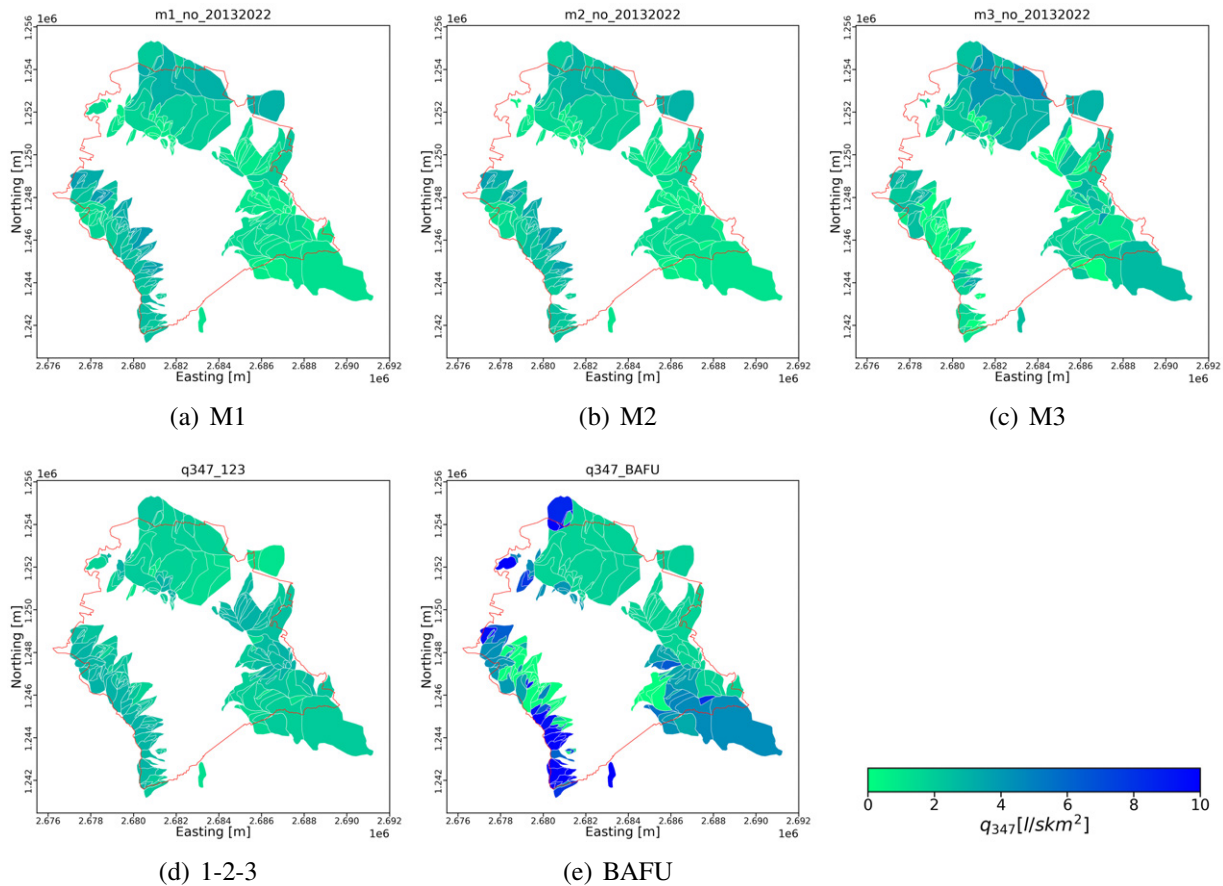 m1_no_20132022
m2_no_20132022
m3_no_20132022
1e6
1e6
1e6
Northing [m]
1.256
1.254
1.252
1.250
1.248
1.246
1.244
1.242
Northing [m]
1.256
1.254
1.252
1.250
1.248
1.246
1.244
1.242
Northing [m]
1.256
1.254
1.252
1.250
1.248
1.246
1.244
1.242
2.676 2.678 2.680 2.682 2.684 2.686 2.688 2.690 2.692
2.676 2.678 2.680 2.682 2.684 2.686 2.688 2.690 2.692
2.676 2.678 2.680 2.682 2.684 2.686 2.688 2.690 2.692
Easting [m] 1e6
Easting [m] 1e6
Easting [m] 1e6
(a) M1
(b) M2
(c) M3
q347_123
q347_BAFU
1e6
1e6
Northing [m]
1.256
1.254
1.252
1.250
1.248
1.246
1.244
1.242
Northing [m]
1.256
1.254
1.252
1.250
1.248
1.246
1.244
1.242
2.676 2.678 2.680 2.682 2.684 2.686 2.688 2.690 2.692
2.676 2.678 2.680 2.682 2.684 2.686 2.688 2.690 2.692
Easting [m] 1e6
Easting [m] 1e6
0 2 4 6 8 10
q347[l/skm²]
(d) 1-2-3
(e) BAFU